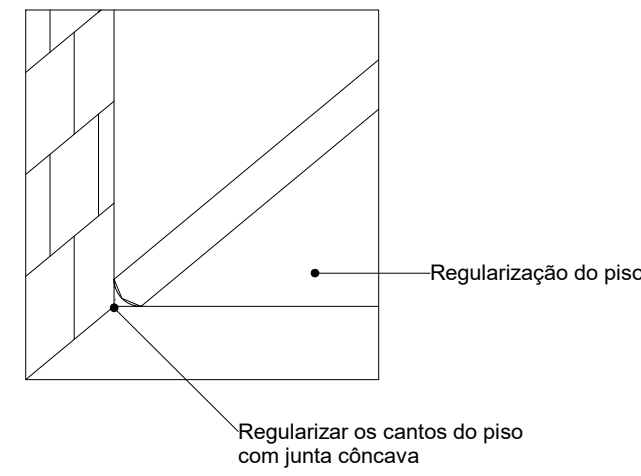 Regularização do piso
Regularizar os cantos do piso
com junta côncava